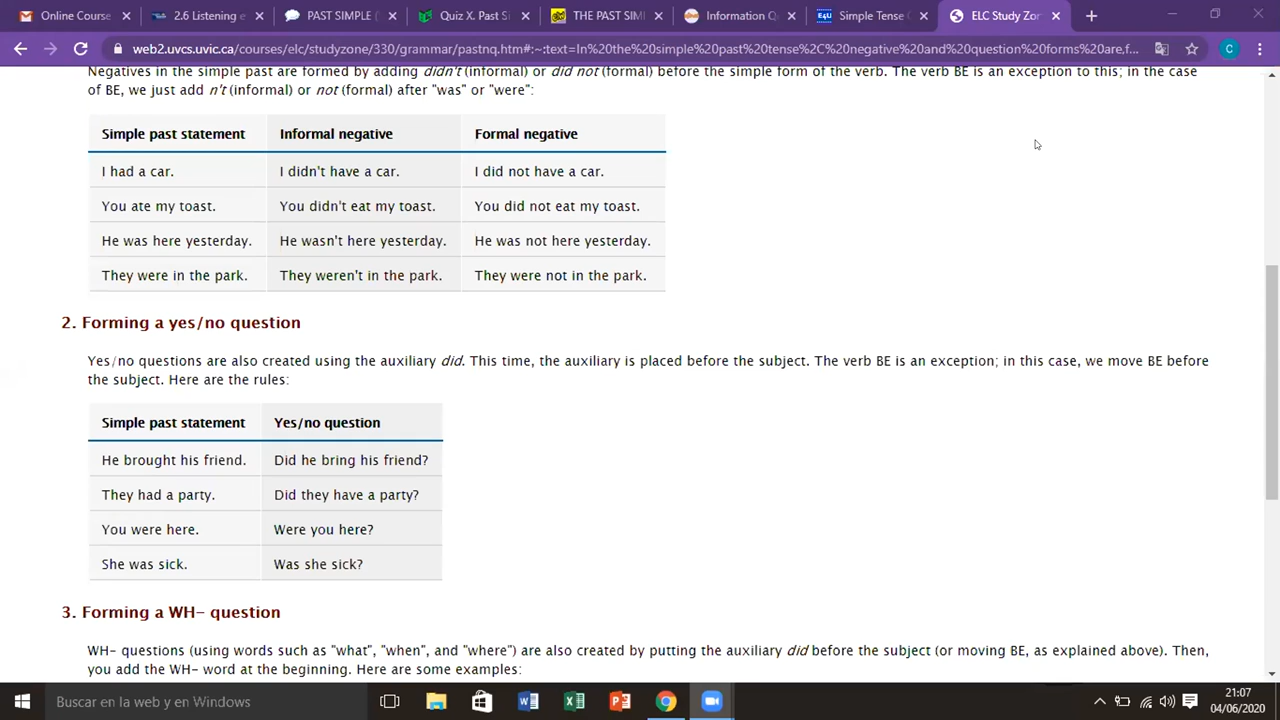 Online Course
2.6 Listening e
PAST SIMPLE (
Quiz X. Past S
THE PAST SIM
Information Q
E4U
Simple Tense
ELC Study Zon
web2.uvcs.uvic.ca/courses/elc/studyzone/330/grammar/pastnq.htm#:~:text=In%20the%20simple%20past%20tense%2C%20negative%20and%20question%20forms%20are,f...
C
Negatives in the simple past are formed by adding didn't (informal) or did not (formal) before the simple form of the verb. The verb BE is an exception to this; in the case
of BE, we just add n't (informal) or not (formal) after "was" or "were":
Simple past statement Informal negative Formal negative
I had a car. I didn't have a car. I did not have a car.
You ate my toast. You didn't eat my toast. You did not eat my toast.
He was here yesterday. He wasn't here yesterday. He was not here yesterday.
They were in the park. They weren't in the park. They were not in the park.
2. Forming a yes/no question
Yes/no questions are also created using the auxiliary did. This time, the auxiliary is placed before the subject. The verb BE is an exception; in this case, we move BE before
the subject. Here are the rules:
Simple past statement Yes/no question
He brought his friend. Did he bring his friend?
They had a party. Did they have a party?
You were here. Were you here?
She was sick. Was she sick?
3. Forming a WH- question
WH- questions (using words such as "what", "when", and "where") are also created by putting the auxiliary did before the subject (or moving BE, as explained above). Then,
you add the WH- word at the beginning. Here are some examples:
Buscar en la web y en Windows
21:07
04/06/2020